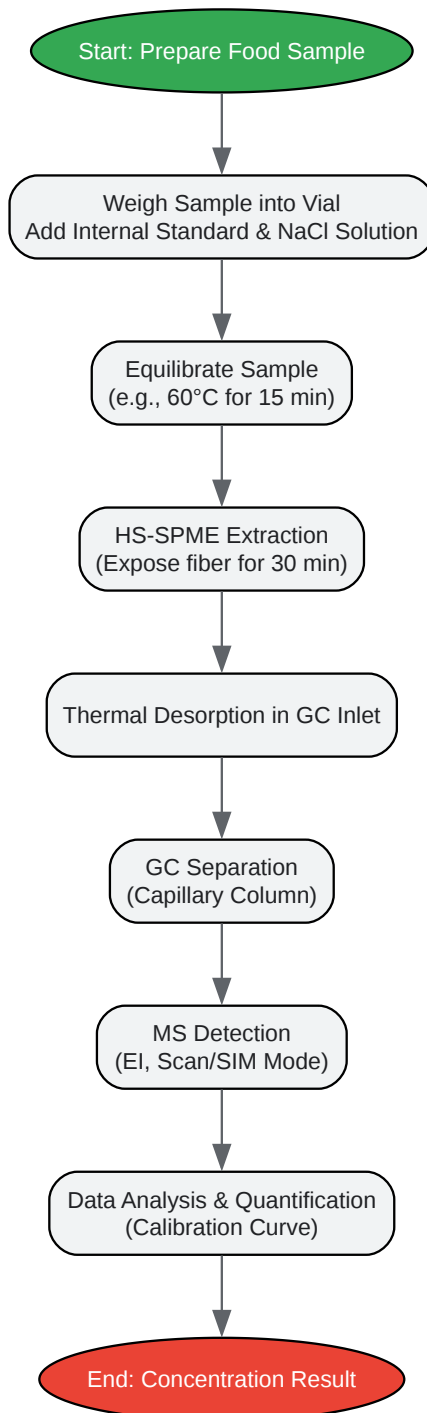 Start: Prepare Food Sample
Weigh Sample into Vial
Add Internal Standard & NaCl Solution
Equilibrate Sample
(e.g., 60°C for 15 min)
HS-SPME Extraction
(Expose fiber for 30 min)
Thermal Desorption in GC Inlet
GC Separation
(Capillary Column)
MS Detection
(EI, Scan/SIM Mode)
Data Analysis & Quantification
(Calibration Curve)
End: Concentration Result